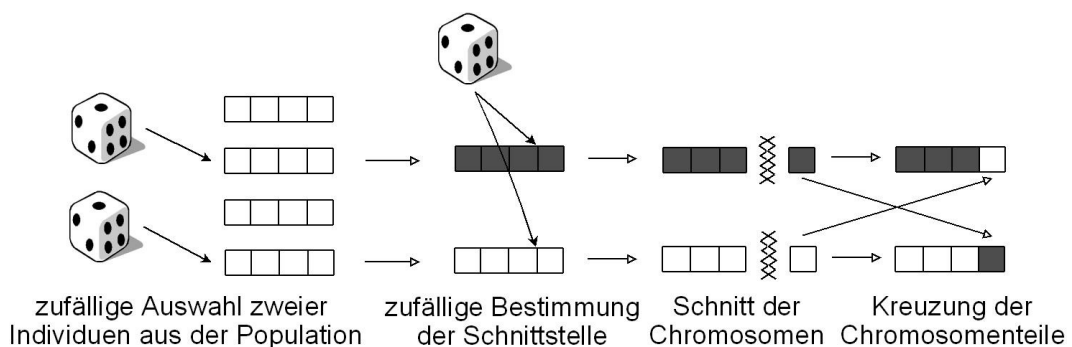 zufällige Auswahl zweier
Individuen aus der Population
zufällige Bestimmung
der Schnittstelle
Schnitt der
Chromosomen
Kreuzung der
Chromosomenteile